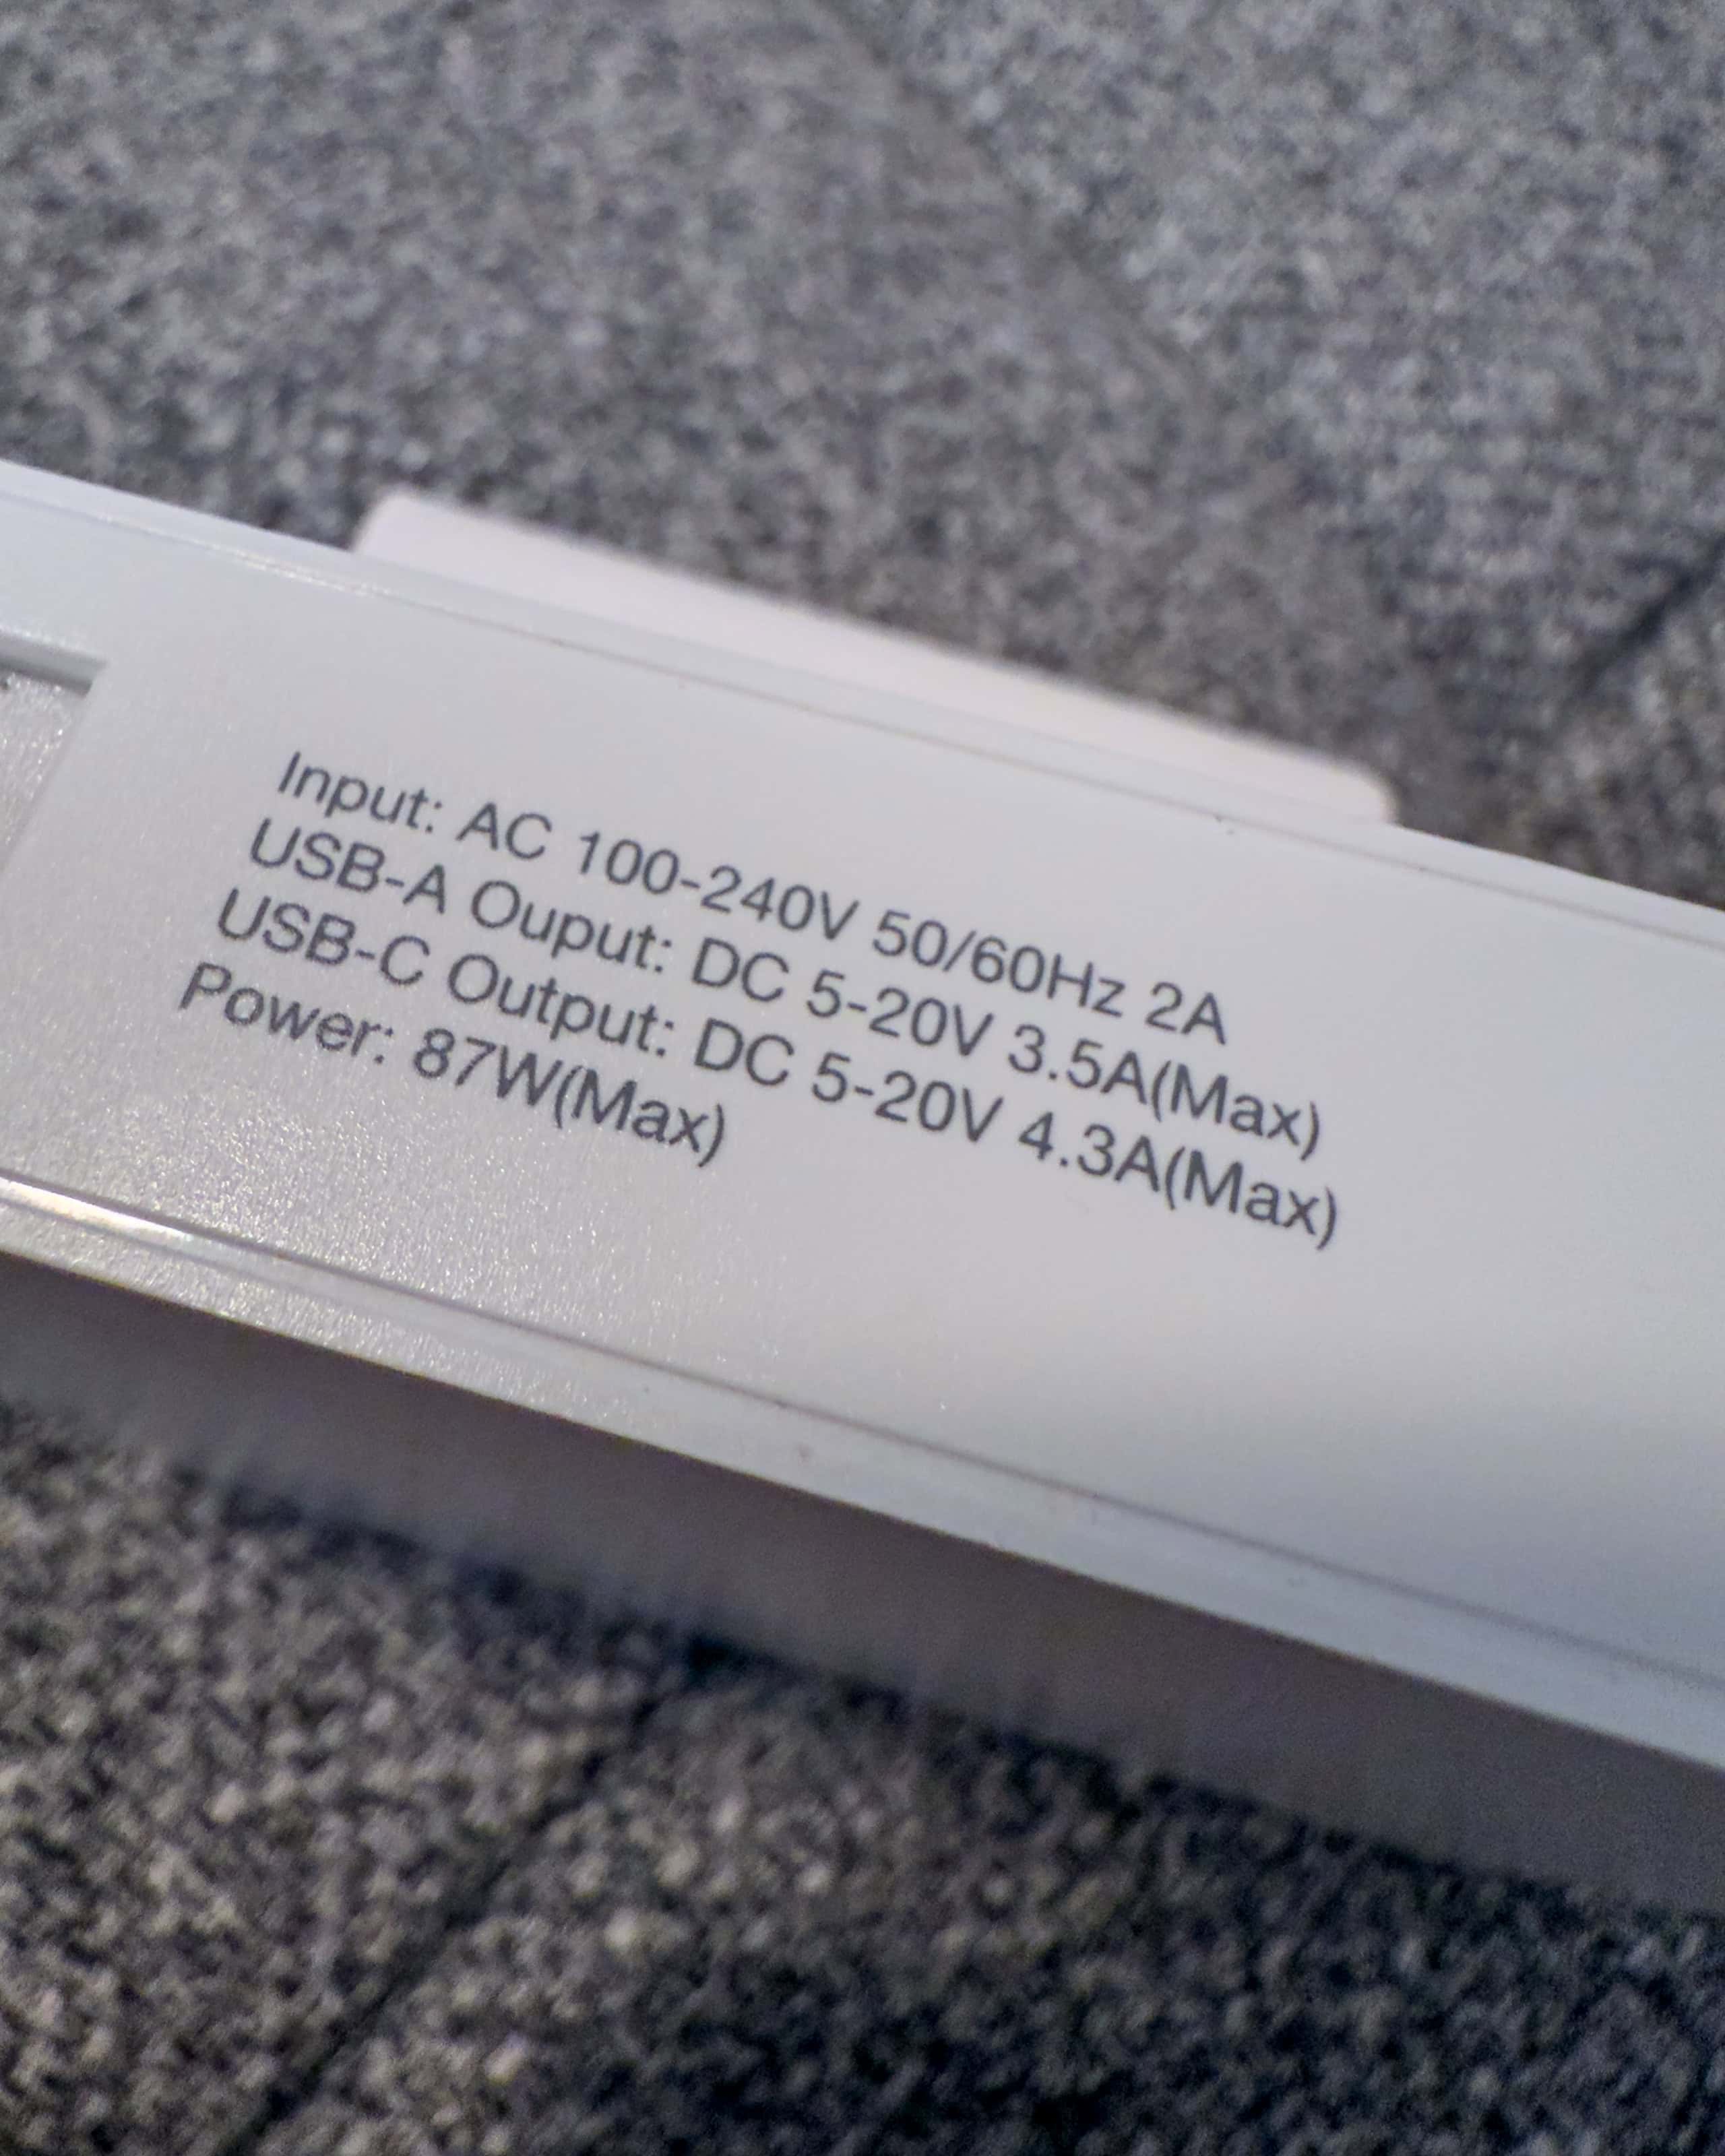 Input: AC 100-240V 50/60Hz 2A
USB-A Ouput: DC 5-20V 3.5A(Max)
USB-C Output: DC 5-20V 4.3A(Max)
Power: 87W(Max)